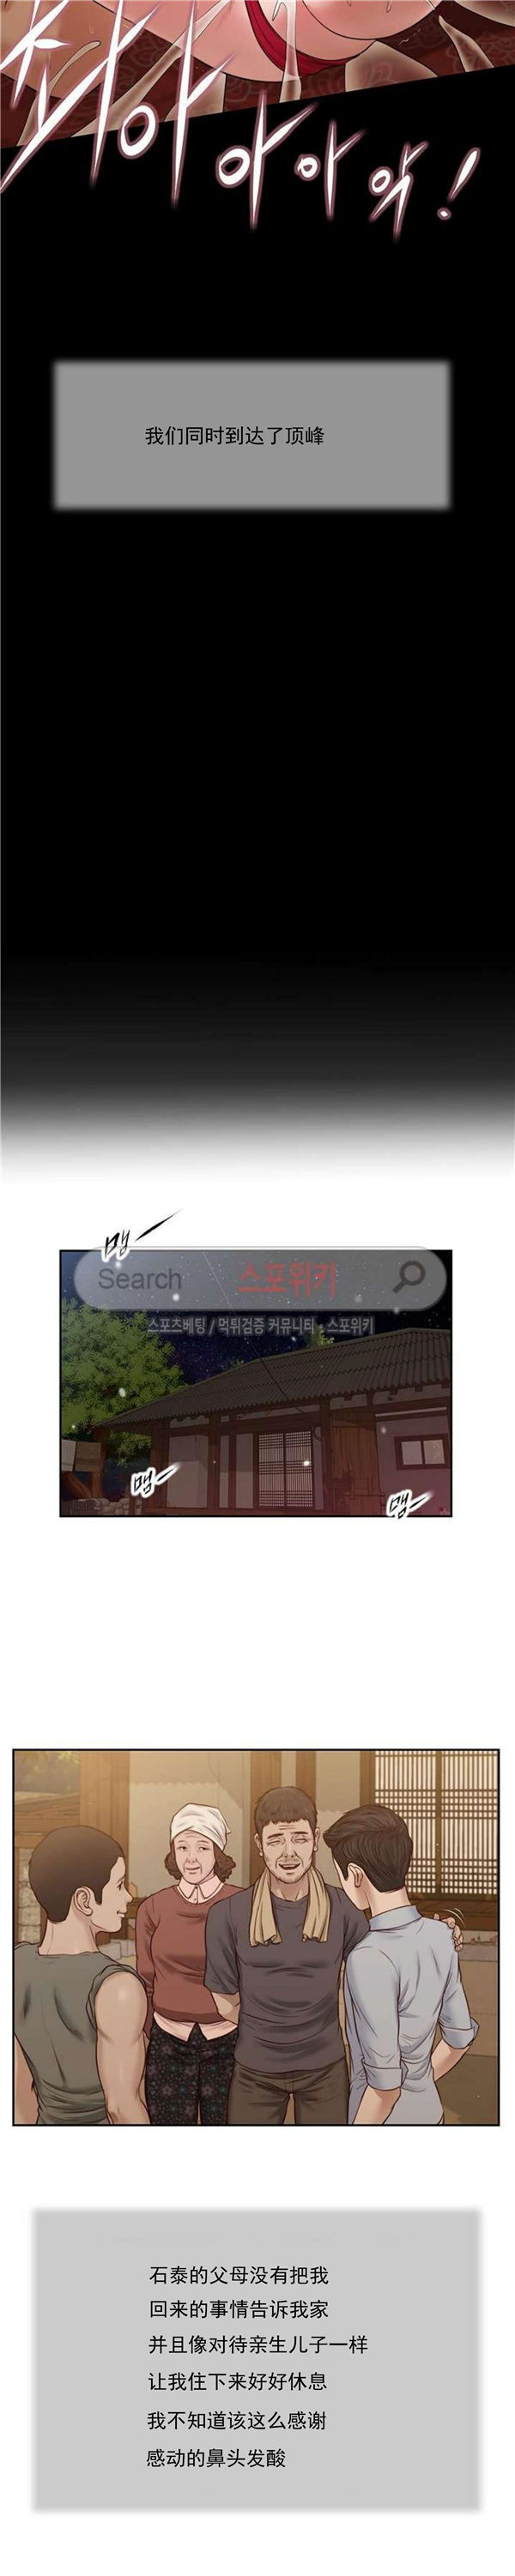 하아아아악!
我们同时到达了顶峰
맴
Search 스포위키
스포츠베팅 / 먹튀검증 커뮤니티 - 스포위키
맴
맴
石泰的父母没有把我
回来的事情告诉我家
并且像对待亲生儿子一样
让我住下来好好休息
我不知道该这么感谢
感动的鼻头发酸